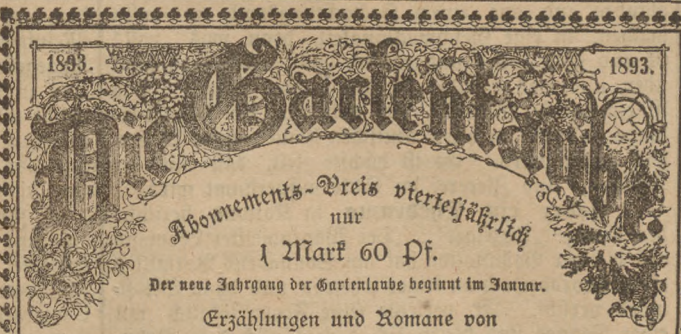 1893. 1893.
Die Gartenlaube.
Abonnements-Preis vierteljährlich
nur
1 Mark 60 Pf.
Der neue Jahrgang der Gartenlaube beginnt im Januar.
Erzählungen und Romane von